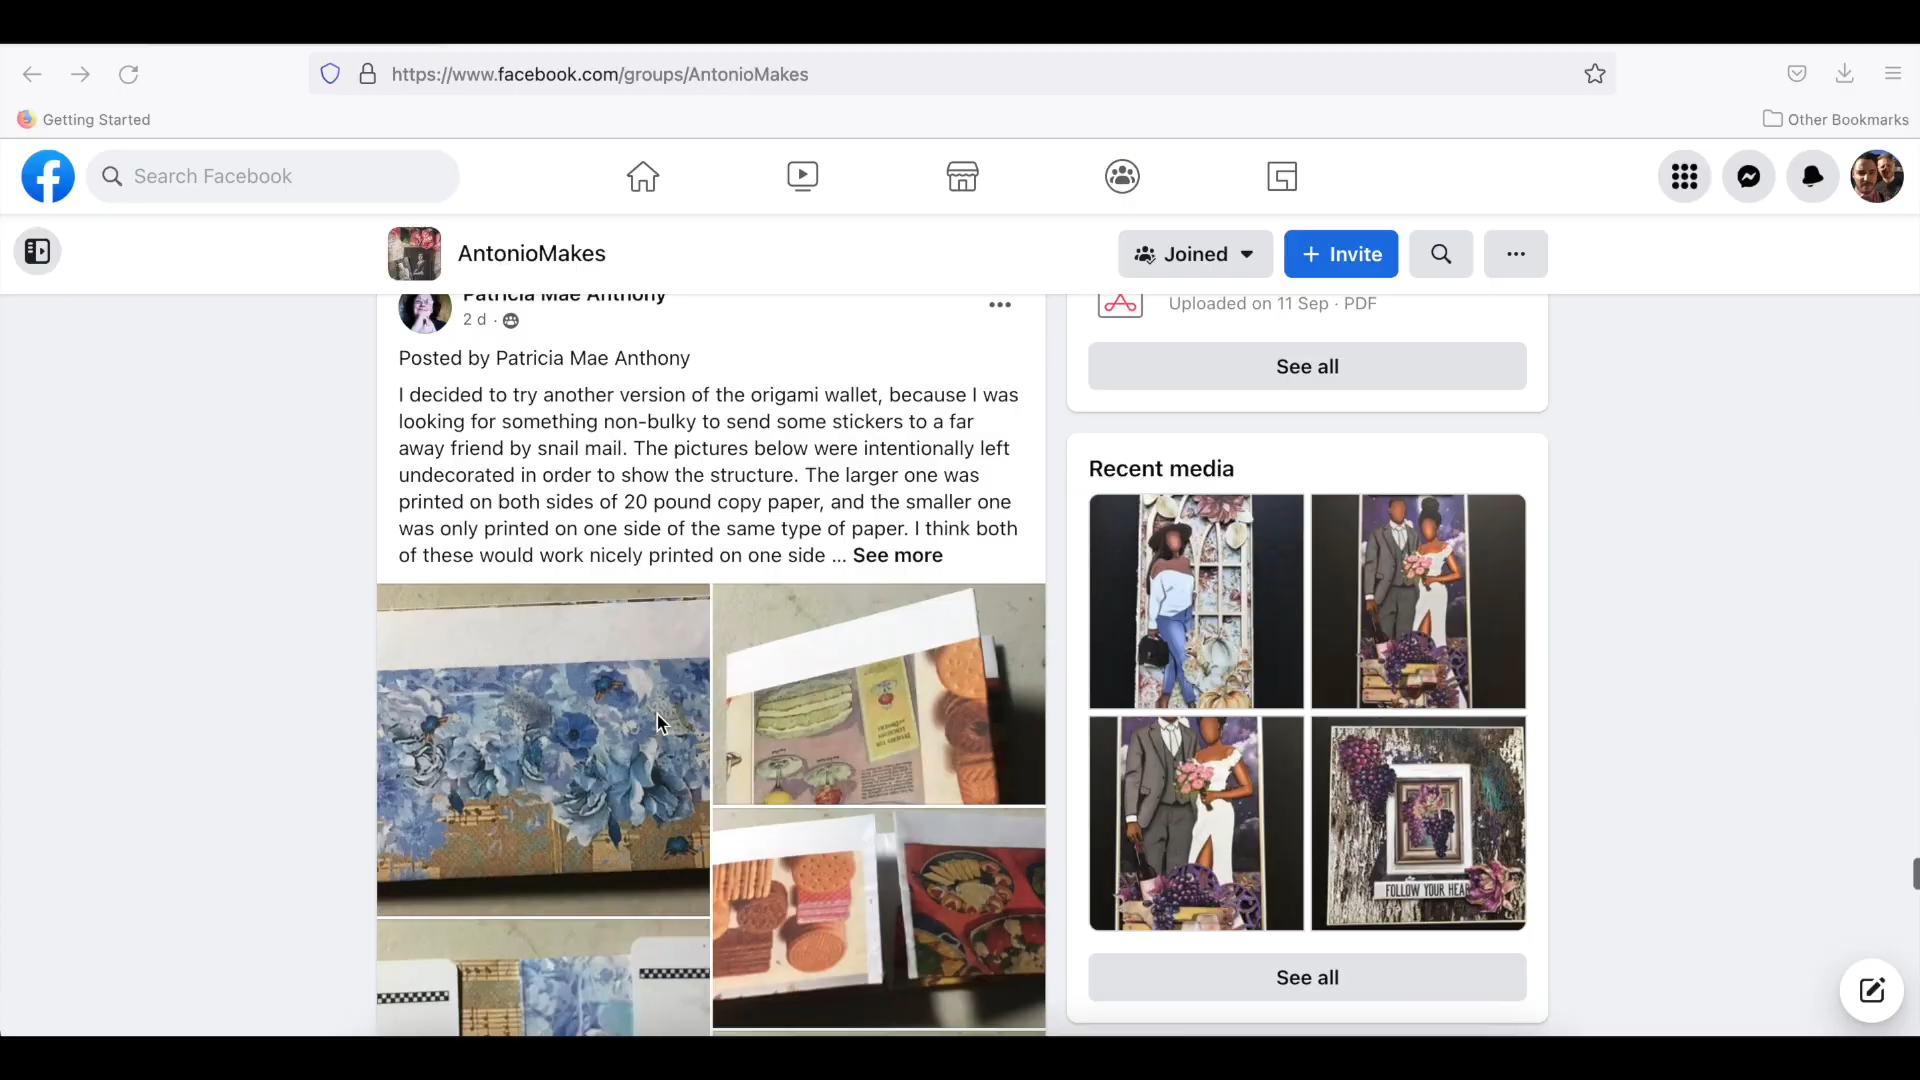 https://www.facebook.com/groups/AntonioMakes
Getting Started
Other Bookmarks
Search Facebook
AntonioMakes
Joined
+ Invite
Patricia Mae Anthony
2 d ·
Posted by Patricia Mae Anthony
I decided to try another version of the origami wallet, because I was
looking for something non-bulky to send some stickers to a far
away friend by snail mail. The pictures below were intentionally left
undecorated in order to show the structure. The larger one was
printed on both sides of 20 pound copy paper, and the smaller one
was only printed on one side of the same type of paper. I think both
of these would work nicely printed on one side ... See more
Uploaded on 11 Sep · PDF
See all
Recent media
FOLLOW YOUR HEA
See all